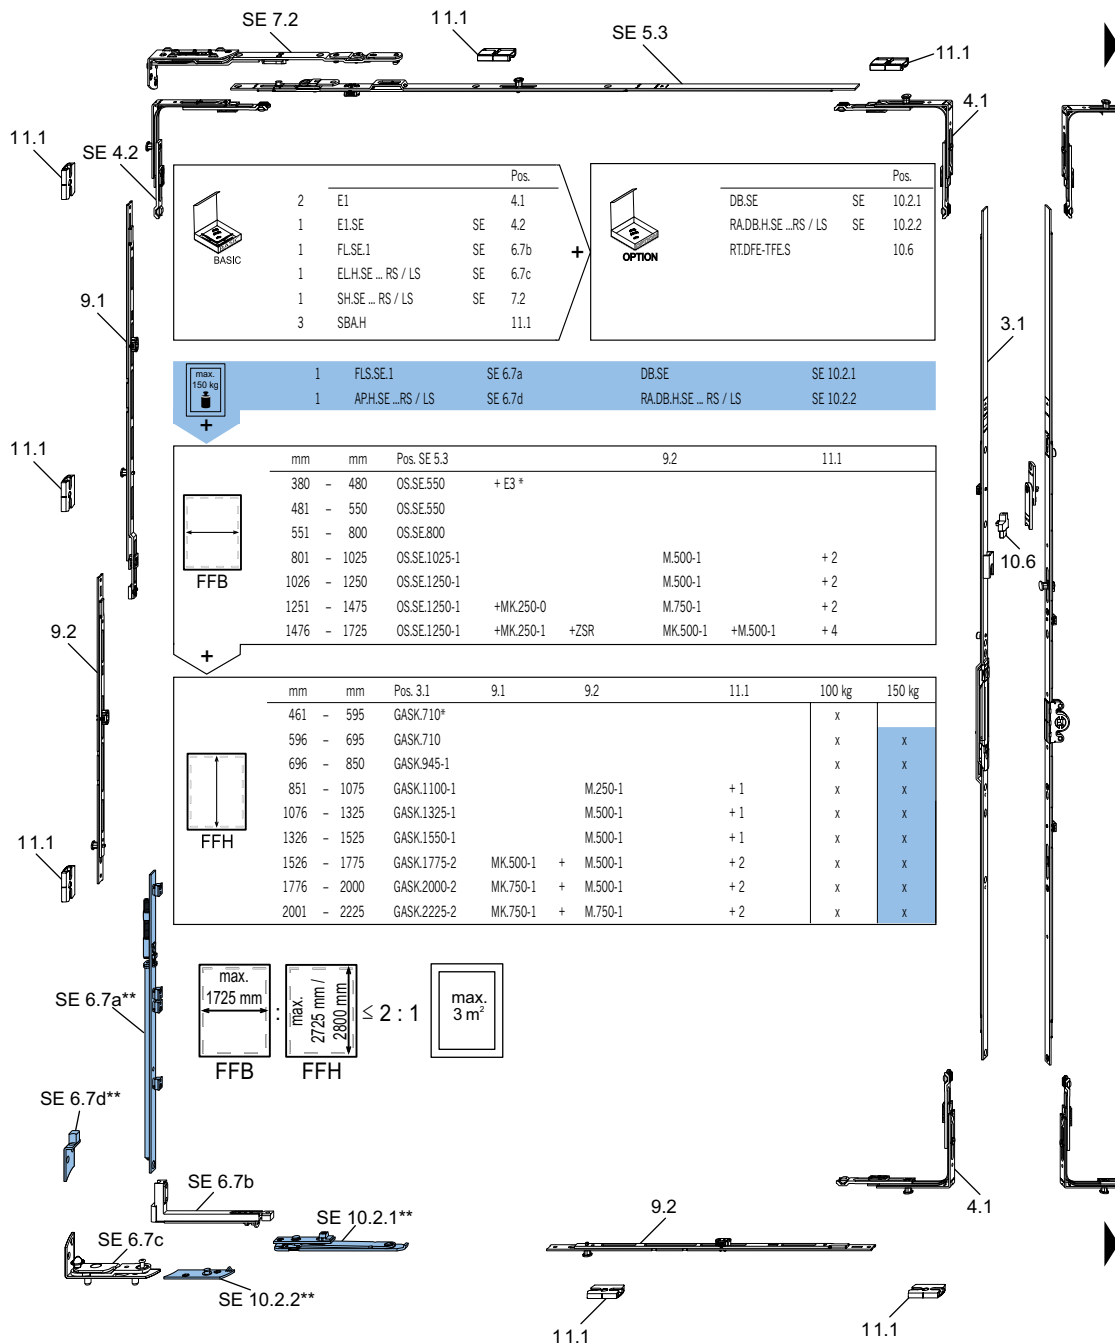 SE 7.2
11.1
SE 5.3
11.1
4.1
11.1
SE 4.2
Pos.
2 E1 4.1
1 E1.SE SE 4.2
1 FL.SE.1 SE 6.7b
1 EL.H.SE ... RS / LS SE 6.7c
1 SH.SE ... RS / LS SE 7.2
3 SBA.H 11.1
BASIC
+
Pos.
DB.SE SE 10.2.1
RA.DB.H.SE ...RS / LS SE 10.2.2
RT.DFE-TFE.S 10.6
OPTION
9.1
3.1
max.
150 kg
1 FLS.SE.1 SE 6.7a DB.SE SE 10.2.1
1 AP.H.SE ...RS / LS SE 6.7d RA.DB.H.SE ... RS / LS SE 10.2.2
+
11.1
mm mm Pos. SE 5.3 9.2 11.1
380 – 480 OS.SE.550 + E3 *
481 – 550 OS.SE.550
551 – 800 OS.SE.800
801 – 1025 OS.SE.1025-1 M.500-1 + 2
1026 – 1250 OS.SE.1250-1 M.500-1 + 2
1251 – 1475 OS.SE.1250-1 +MK.250-0 M.750-1 + 2
1476 – 1725 OS.SE.1250-1 +MK.250-1 +ZSR MK.500-1 +M.500-1 + 4
FFB
10.6
9.2
+
mm mm Pos. 3.1 9.1 9.2 11.1 100 kg 150 kg
461 – 595 GASK.710* x
596 – 695 GASK.710 x x
696 – 850 GASK.945-1 x x
851 – 1075 GASK.1100-1 M.250-1 + 1 x x
1076 – 1325 GASK.1325-1 M.500-1 + 1 x x
1326 – 1525 GASK.1550-1 M.500-1 + 1 x x
1526 – 1775 GASK.1775-2 MK.500-1 + M.500-1 + 2 x x
1776 – 2000 GASK.2000-2 MK.750-1 + M.500-1 + 2 x x
2001 – 2225 GASK.2225-2 MK.750-1 + M.750-1 + 2 x x
FFH
11.1
max.
1725 mm
FFB
:
max.
2725 mm /
2800 mm
FFH
≤ 2 : 1
max.
3 m²
SE 6.7a**
SE 6.7d**
SE 6.7b
SE 10.2.1**
SE 6.7c
SE 10.2.2**
9.2
4.1
11.1
11.1